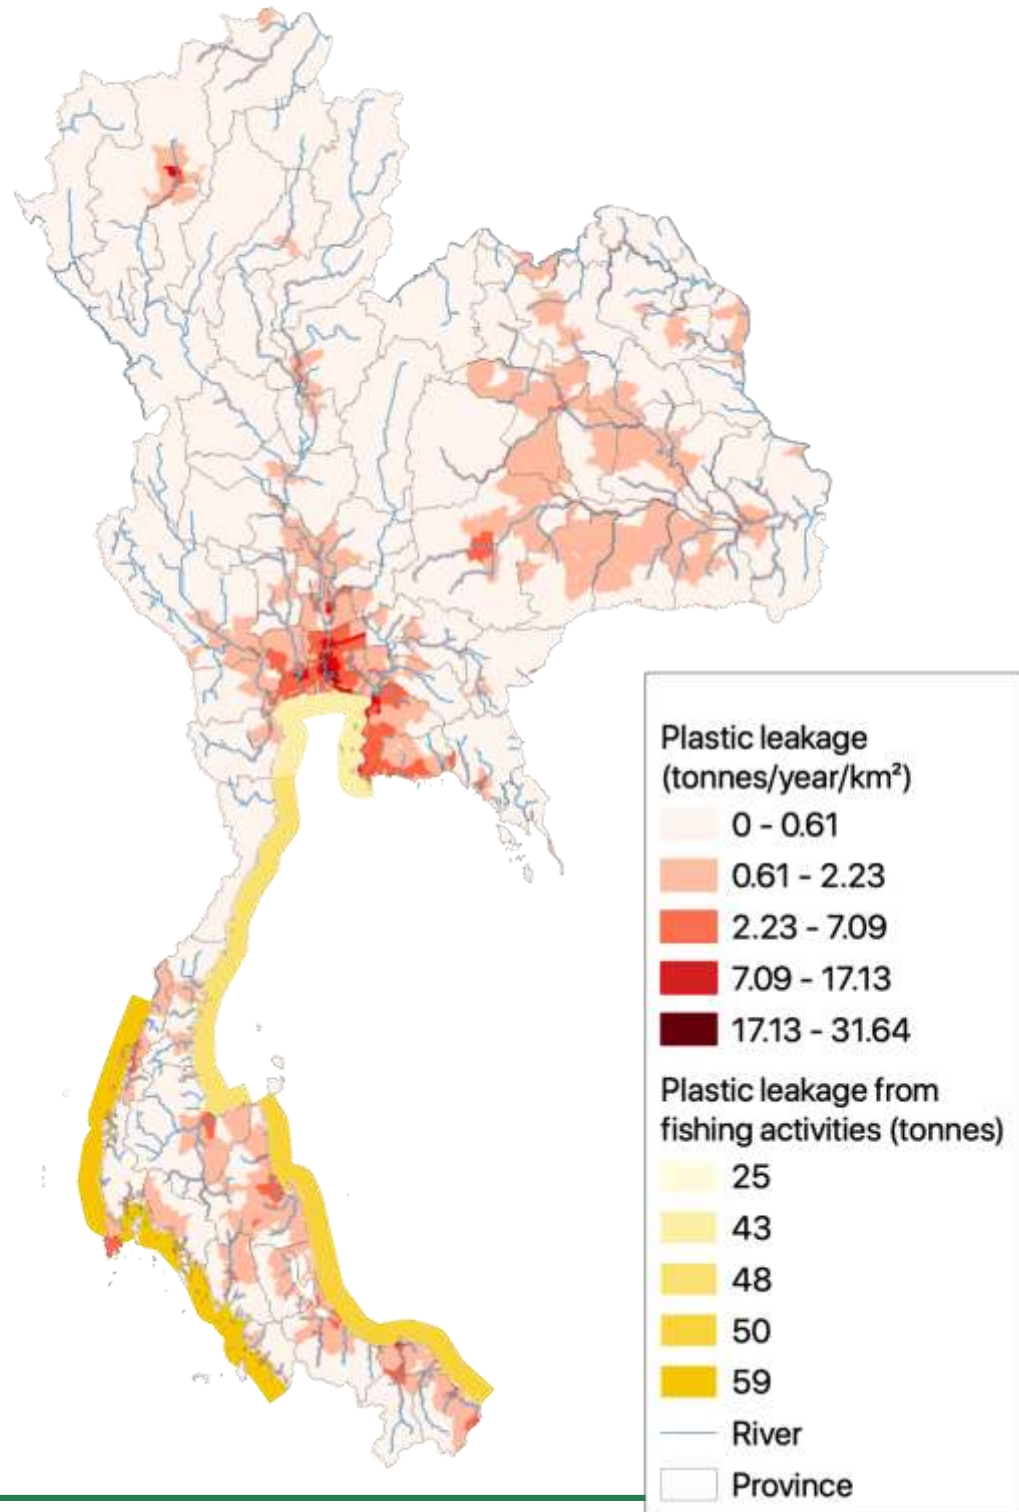 Plastic leakage
(tonnes/year/km²)
0 - 0.61
0.61 - 2.23
2.23 - 7.09
7.09 - 17.13
17.13 - 31.64
Plastic leakage from
fishing activities (tonnes)
25
43
48
50
59
River
Province